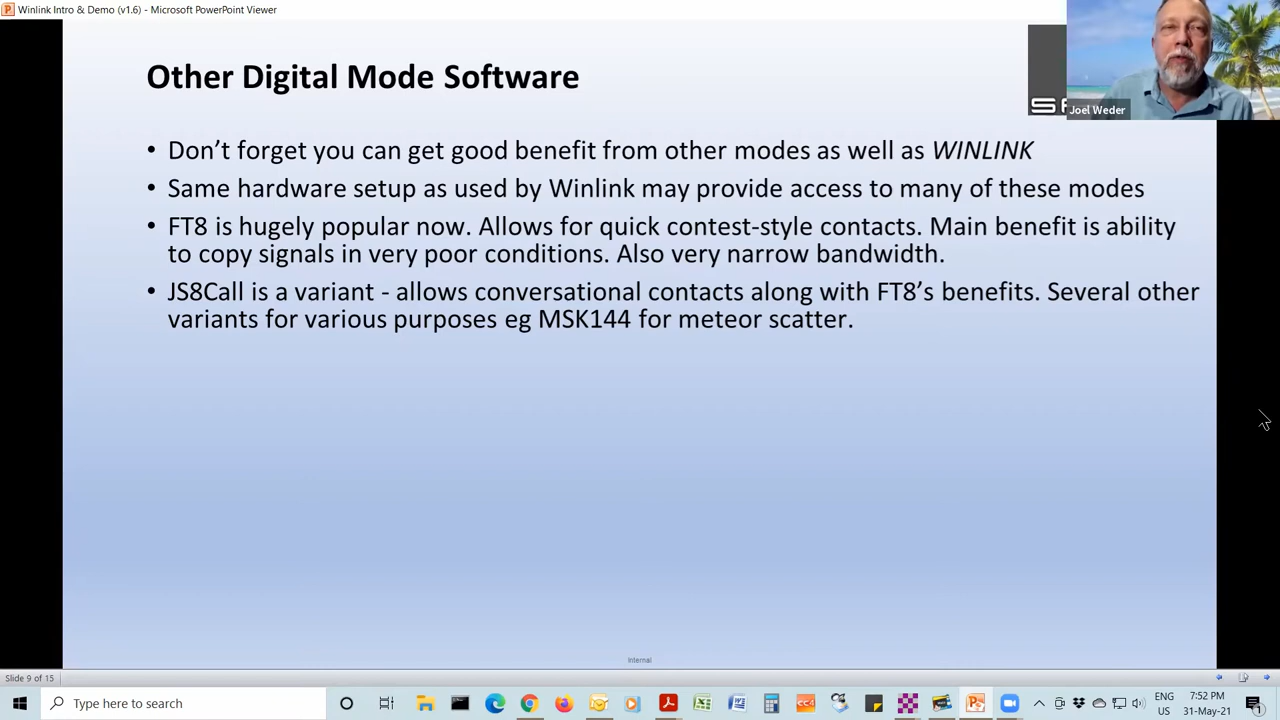 Winlink Intro & Demo (v1.6) - Microsoft PowerPoint Viewer
Other Digital Mode Software
Joel Weder
• Don’t forget you can get good benefit from other modes as well as WINLINK
• Same hardware setup as used by Winlink may provide access to many of these modes
• FT8 is hugely popular now. Allows for quick contest-style contacts. Main benefit is ability
to copy signals in very poor conditions. Also very narrow bandwidth.
• JS8Call is a variant - allows conversational contacts along with FT8’s benefits. Several other
variants for various purposes eg MSK144 for meteor scatter.
Internal
Slide 9 of 15
Type here to search
ENG
US
7:52 PM
31-May-21